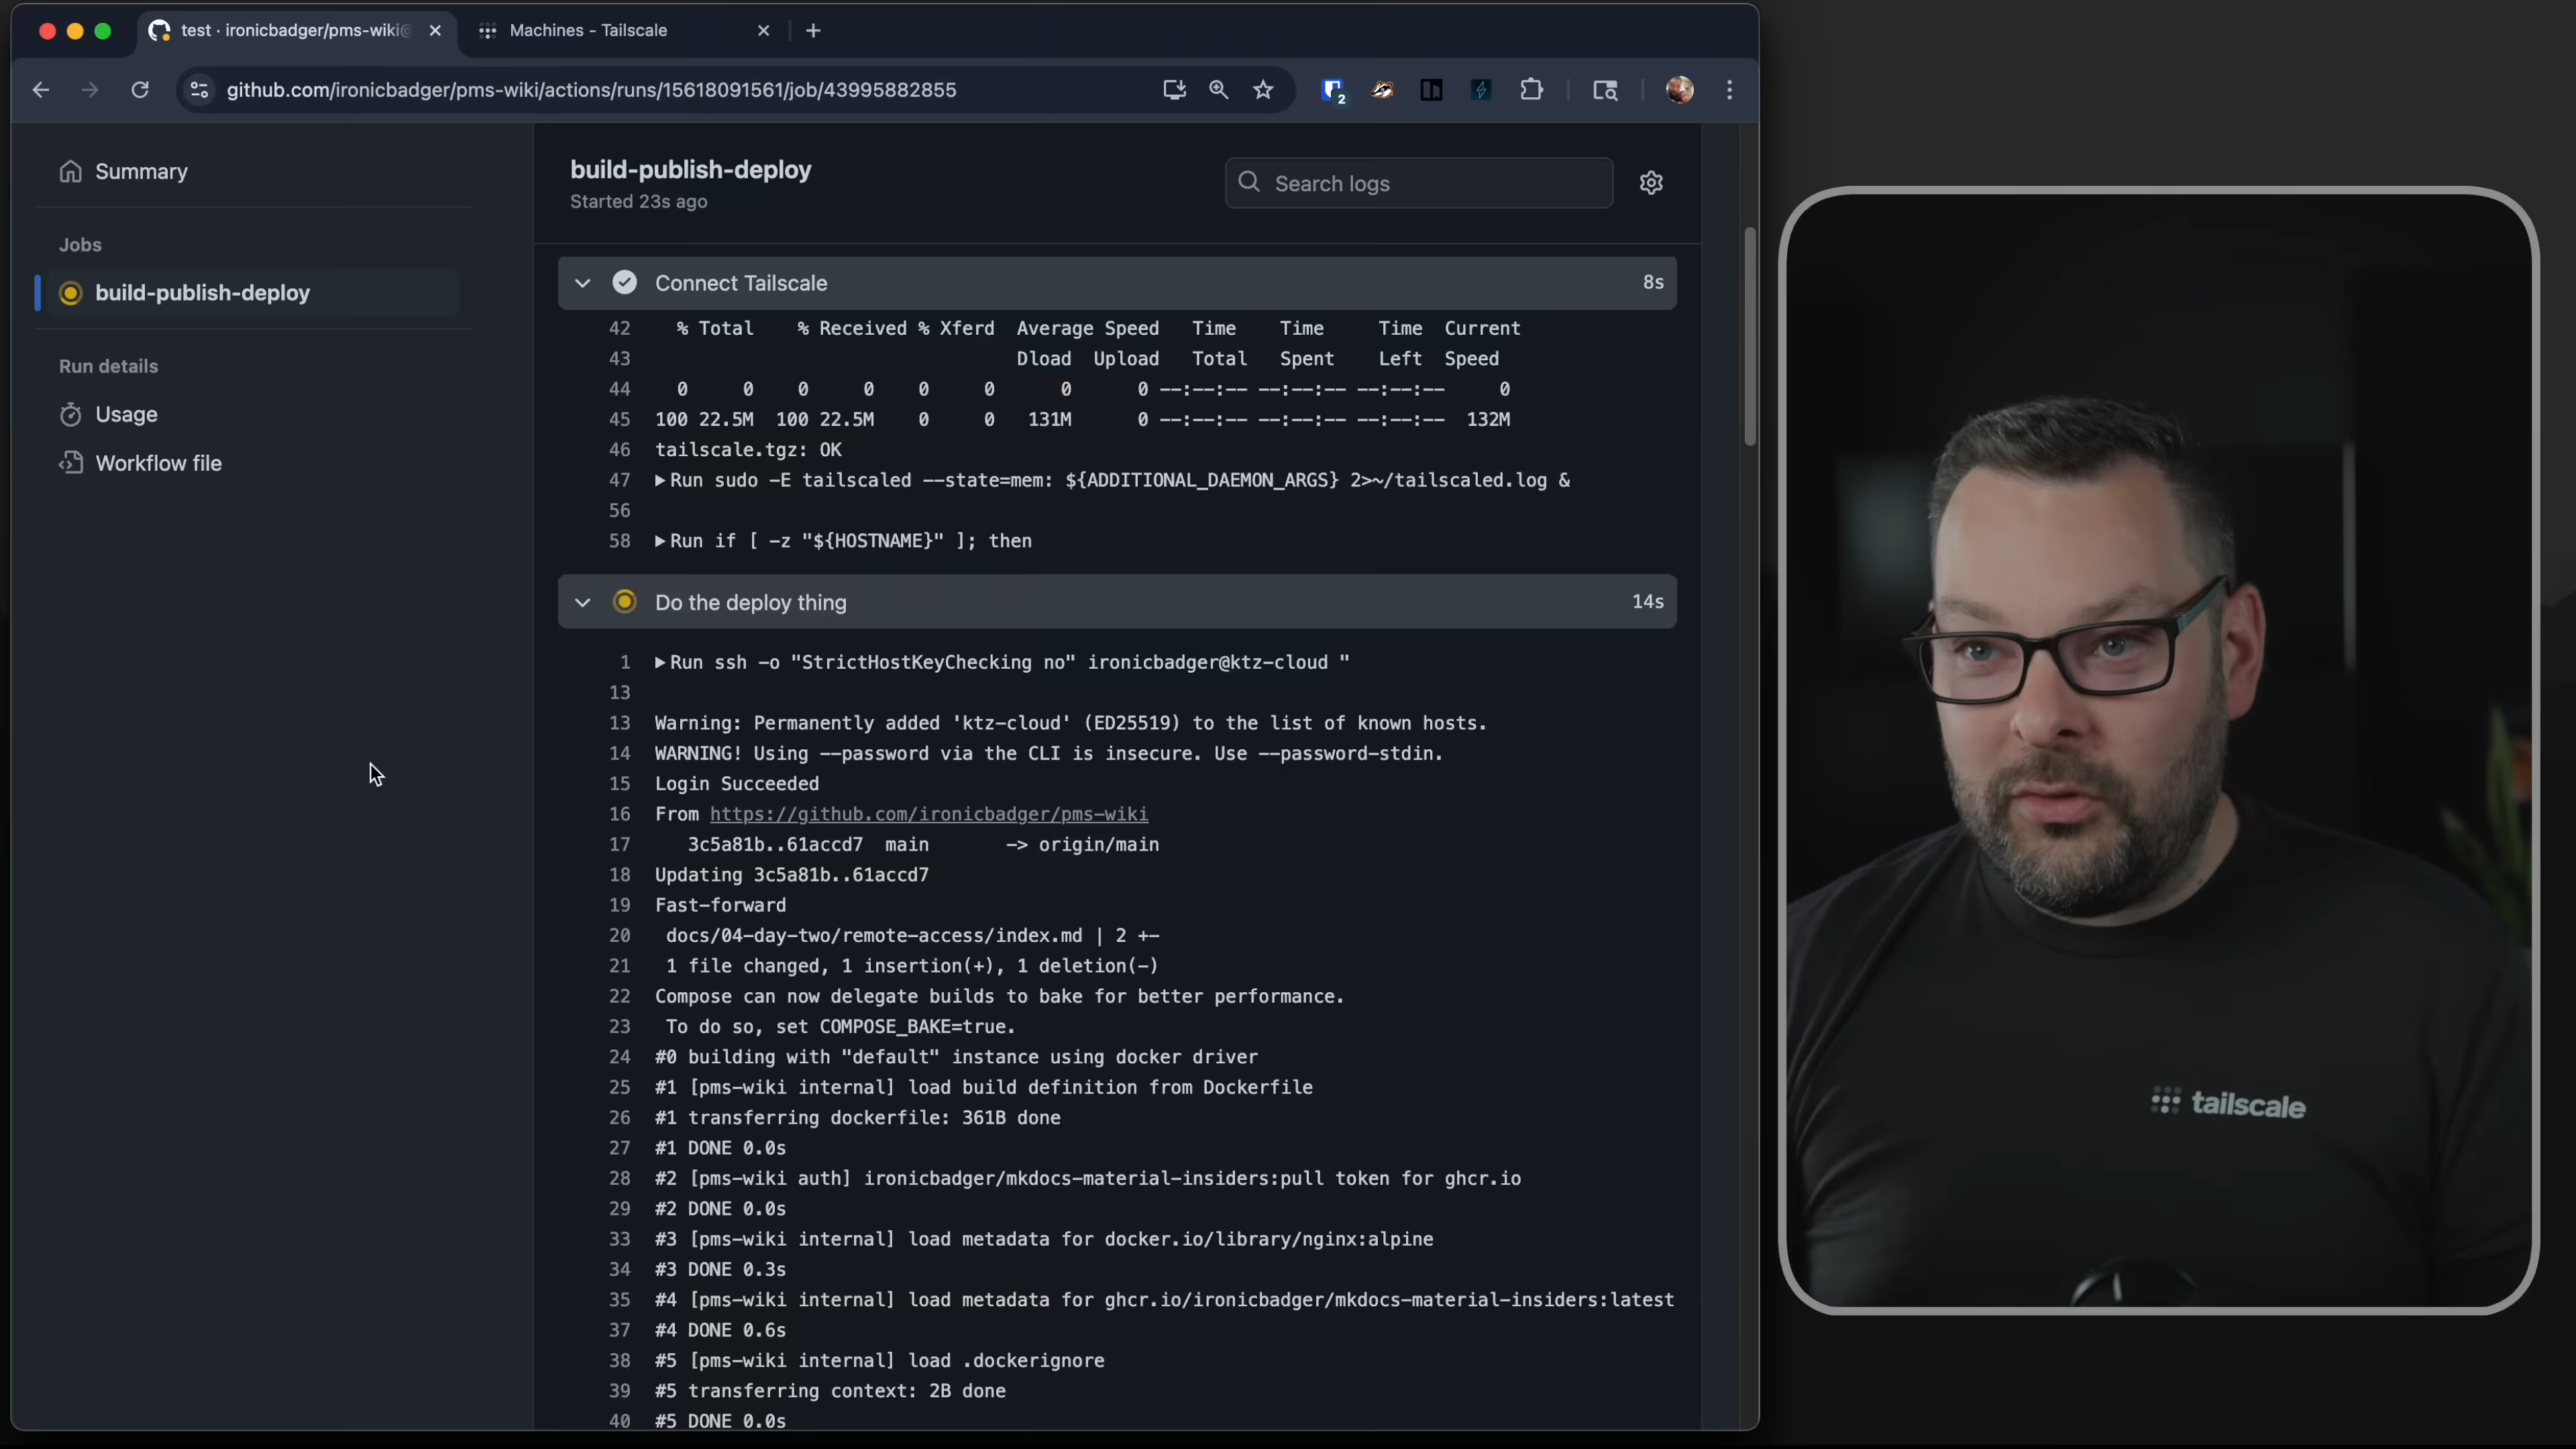 test · ironicbadger/pms-wiki@
Machines - Tailscale
github.com/ironicbadger/pms-wiki/actions/runs/15618091561/job/43995882855
2
Summary
Jobs
build-publish-deploy
Run details
Usage
Workflow file
build-publish-deploy
Started 23s ago
Search logs
Connect Tailscale 8s
42 % Total % Received % Xferd Average Speed Time Time Time Current
43 Dload Upload Total Spent Left Speed
44 0 0 0 0 0 0 0 0 --:--:-- --:--:-- --:--:-- 0
45 100 22.5M 100 22.5M 0 0 131M 0 --:--:-- --:--:-- --:--:-- 132M
46 tailscale.tgz: OK
47 ▶Run sudo -E tailscaled --state=mem: ${ADDITIONAL_DAEMON_ARGS} 2>~/tailscaled.log &
56
58 ▶Run if [ -z "${HOSTNAME}" ]; then
Do the deploy thing 14s
1 ▶Run ssh -o "StrictHostKeyChecking no" ironicbadger@ktz-cloud "
13
13 Warning: Permanently added 'ktz-cloud' (ED25519) to the list of known hosts.
14 WARNING! Using --password via the CLI is insecure. Use --password-stdin.
15 Login Succeeded
16 From https://github.com/ironicbadger/pms-wiki
17 3c5a81b..61accd7 main -> origin/main
18 Updating 3c5a81b..61accd7
19 Fast-forward
20 docs/04-day-two/remote-access/index.md | 2 +-
21 1 file changed, 1 insertion(+), 1 deletion(-)
22 Compose can now delegate builds to bake for better performance.
23 To do so, set COMPOSE_BAKE=true.
24 #0 building with "default" instance using docker driver
25 #1 [pms-wiki internal] load build definition from Dockerfile
26 #1 transferring dockerfile: 361B done
27 #1 DONE 0.0s
28 #2 [pms-wiki auth] ironicbadger/mkdocs-material-insiders:pull token for ghcr.io
29 #2 DONE 0.0s
33 #3 [pms-wiki internal] load metadata for docker.io/library/nginx:alpine
34 #3 DONE 0.3s
35 #4 [pms-wiki internal] load metadata for ghcr.io/ironicbadger/mkdocs-material-insiders:latest
37 #4 DONE 0.6s
38 #5 [pms-wiki internal] load .dockerignore
39 #5 transferring context: 2B done
40 #5 DONE 0.0s
tailscale